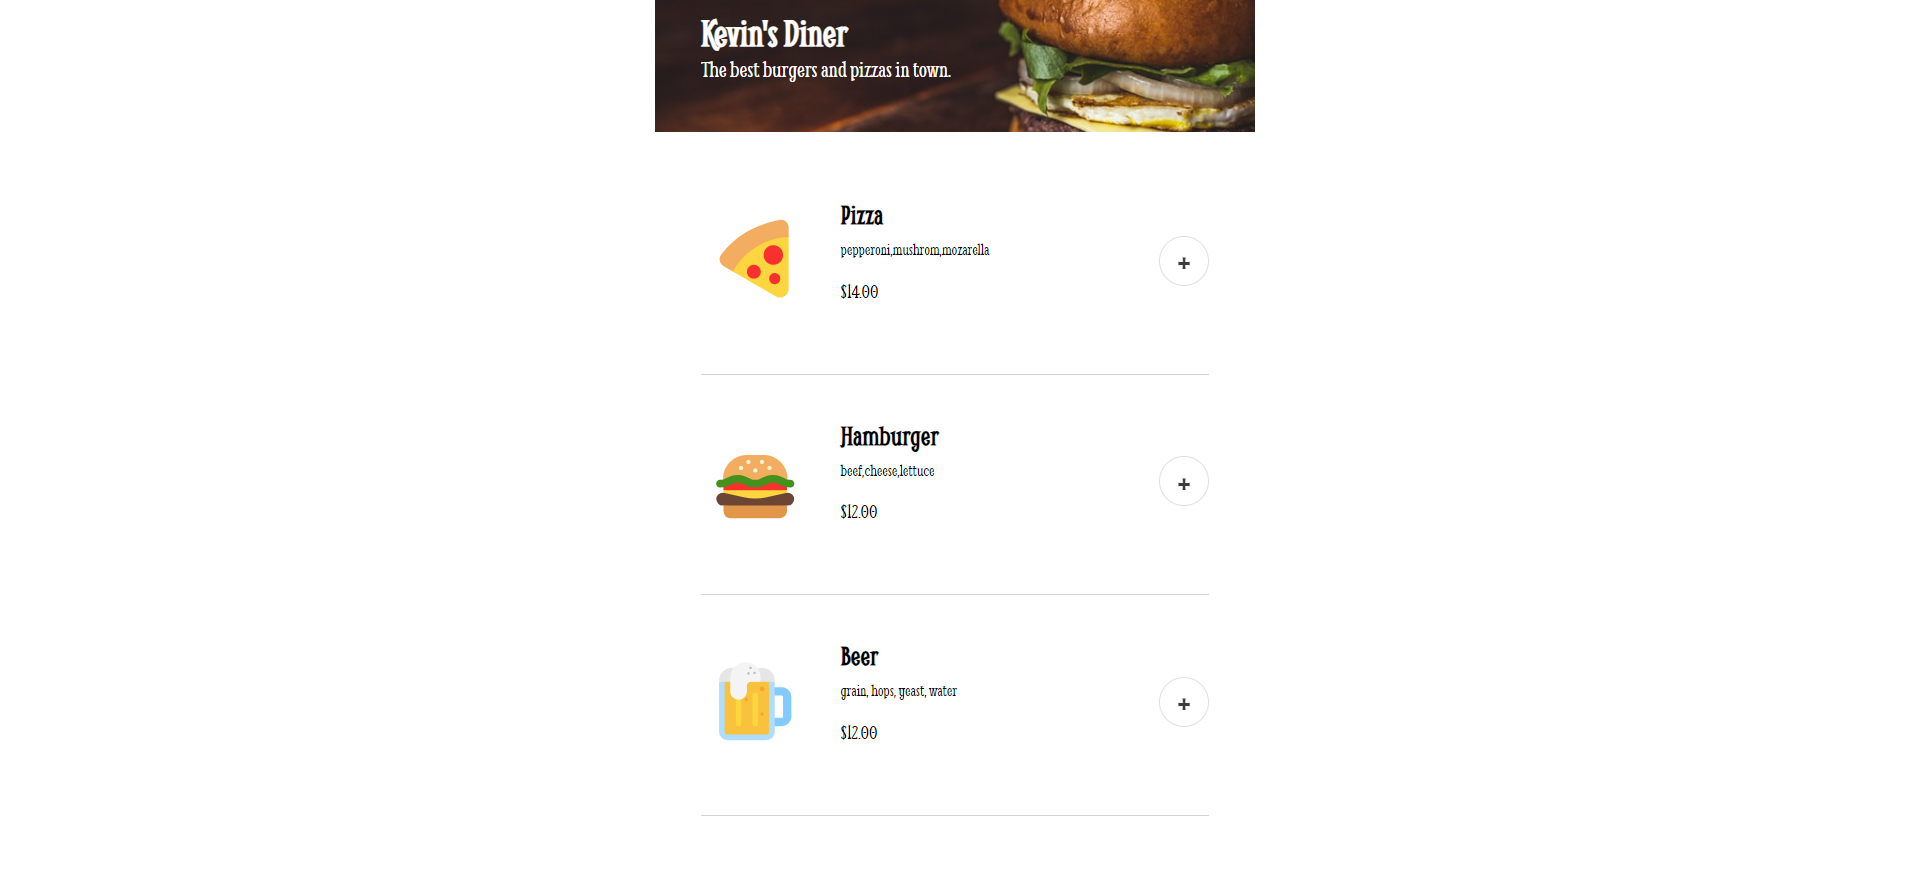 Kevin's Diner
The best burgers and pizzas in town.
Pizza
pepperoni,mushrom,mozarella
$14.00
+
Hamburger
beef,cheese,lettuce
$12.00
+
Beer
grain, hops, yeast, water
$12.00
+